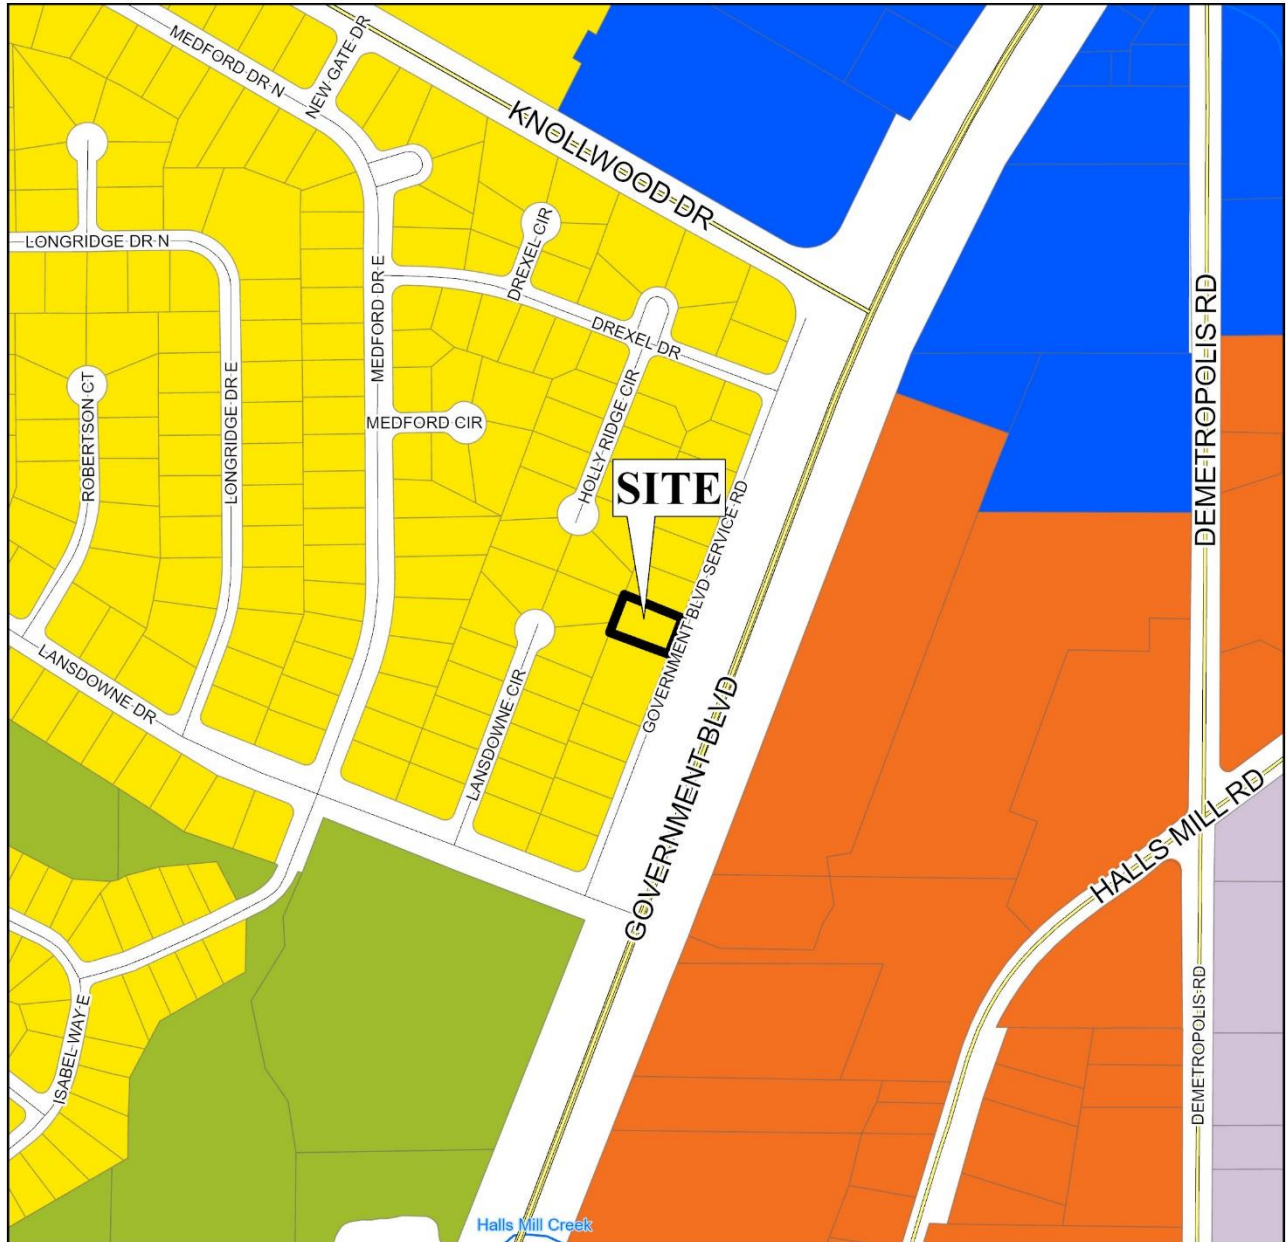 MEDFORD DR N
NEW GATE DR
KNOLLWOOD DR
LONGRIDGE DR N
DREXEL CIR
MEDFORD DR E
DREXEL DR
DEMETROPOLIS RD
ROBERTSON CT
LONGRIDGE DR E
MEDFORD CIR
HOLLY RIDGE CIR
SITE
GOVERNMENT BLVD SERVICE RD
LANSDOWNE DR
LANSDOWNE CIR
GOVERNMENT BLVD
HALLS MILL RD
ISABEL WAY E
DEMETROPOLIS RD
Halls Mill Creek